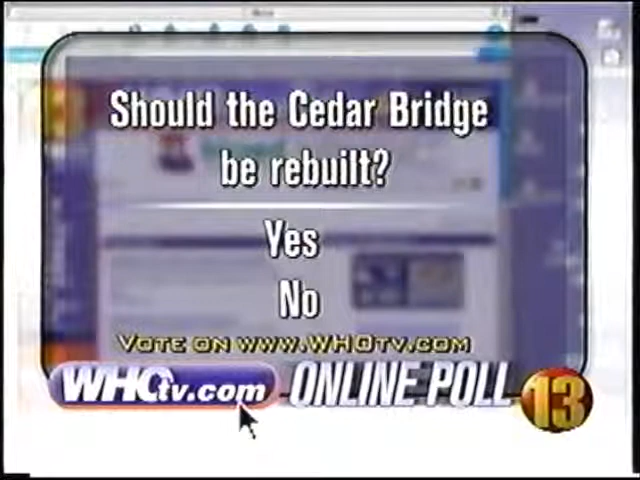 Should the Cedar Bridge
be rebuilt?
Yes
No
VOTE ON WWW.WHOTV.COM
WHOtv.com ONLINE POLL 13